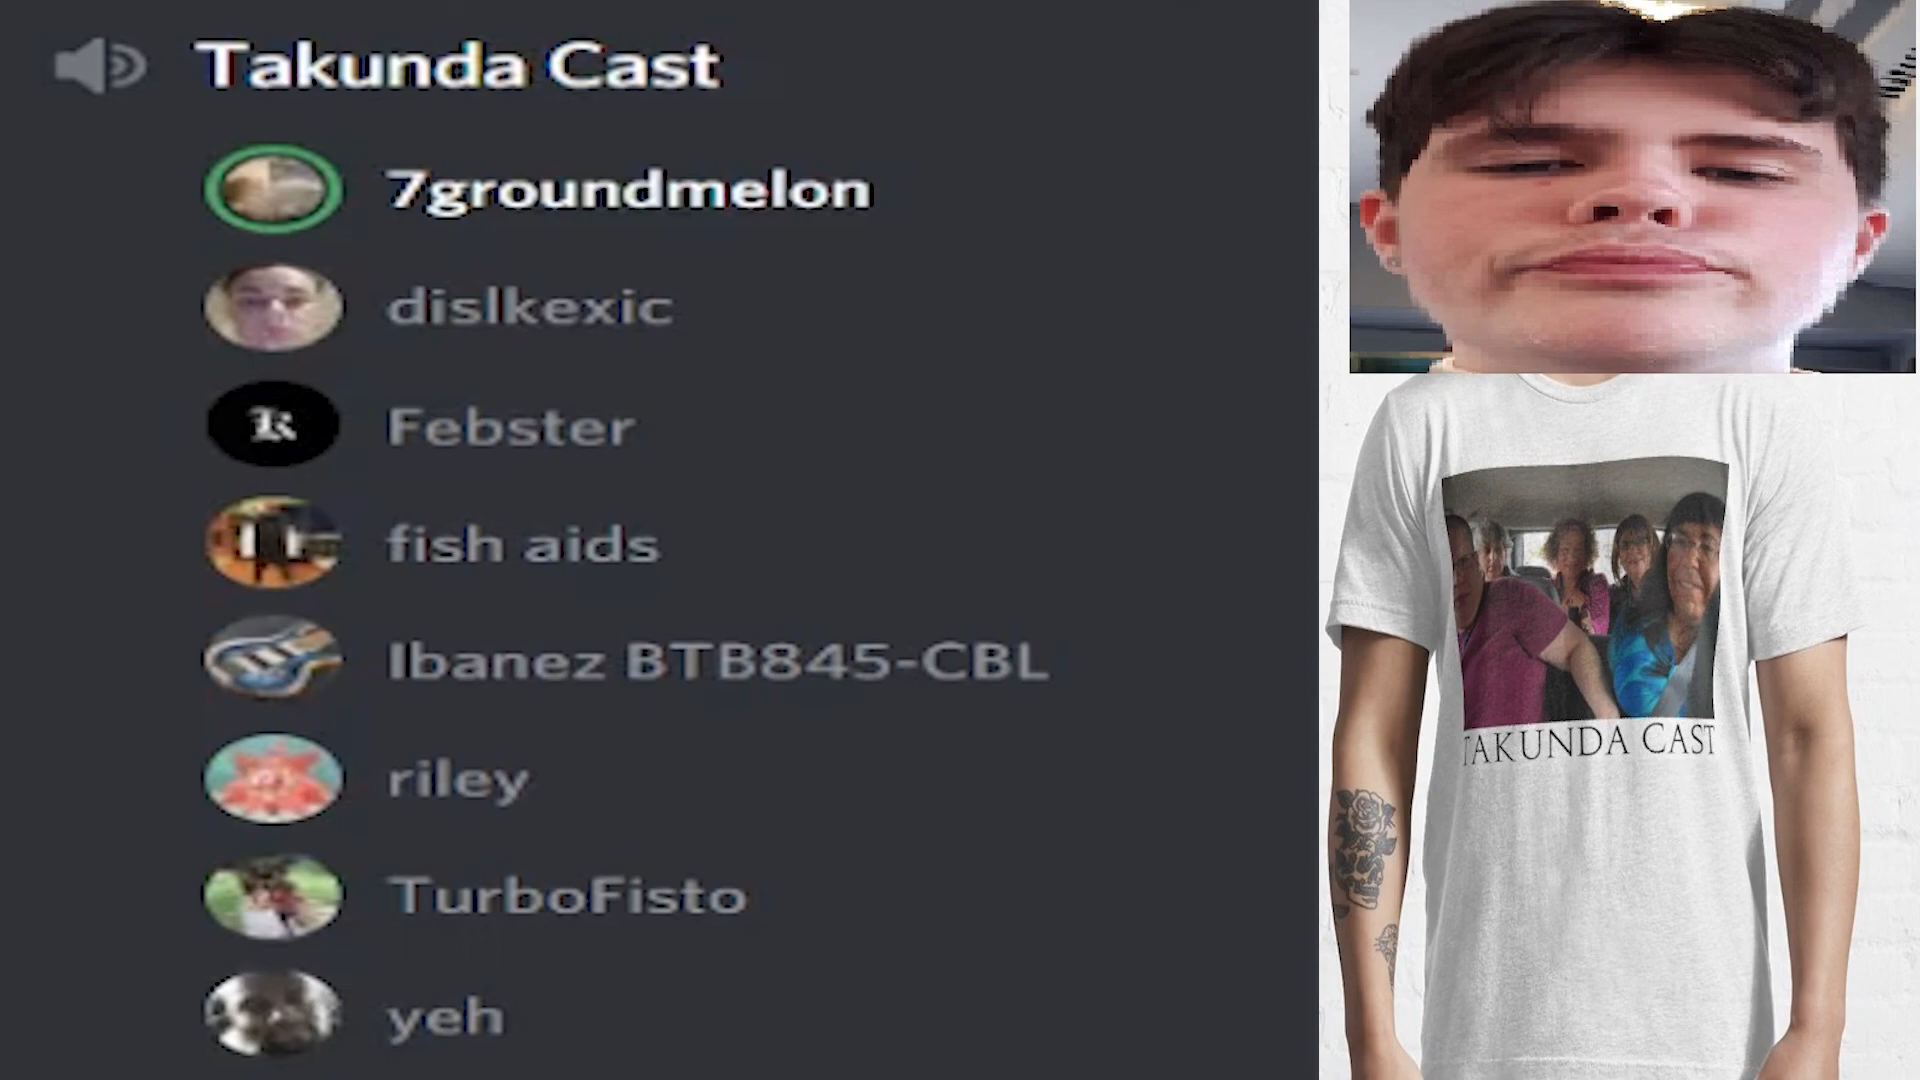 Takunda Cast
7groundmelon
dislkexic
Febster
fish aids
Ibanez BTB845-CBL
riley
TurboFisto
yeh
TAKUNDA CAST